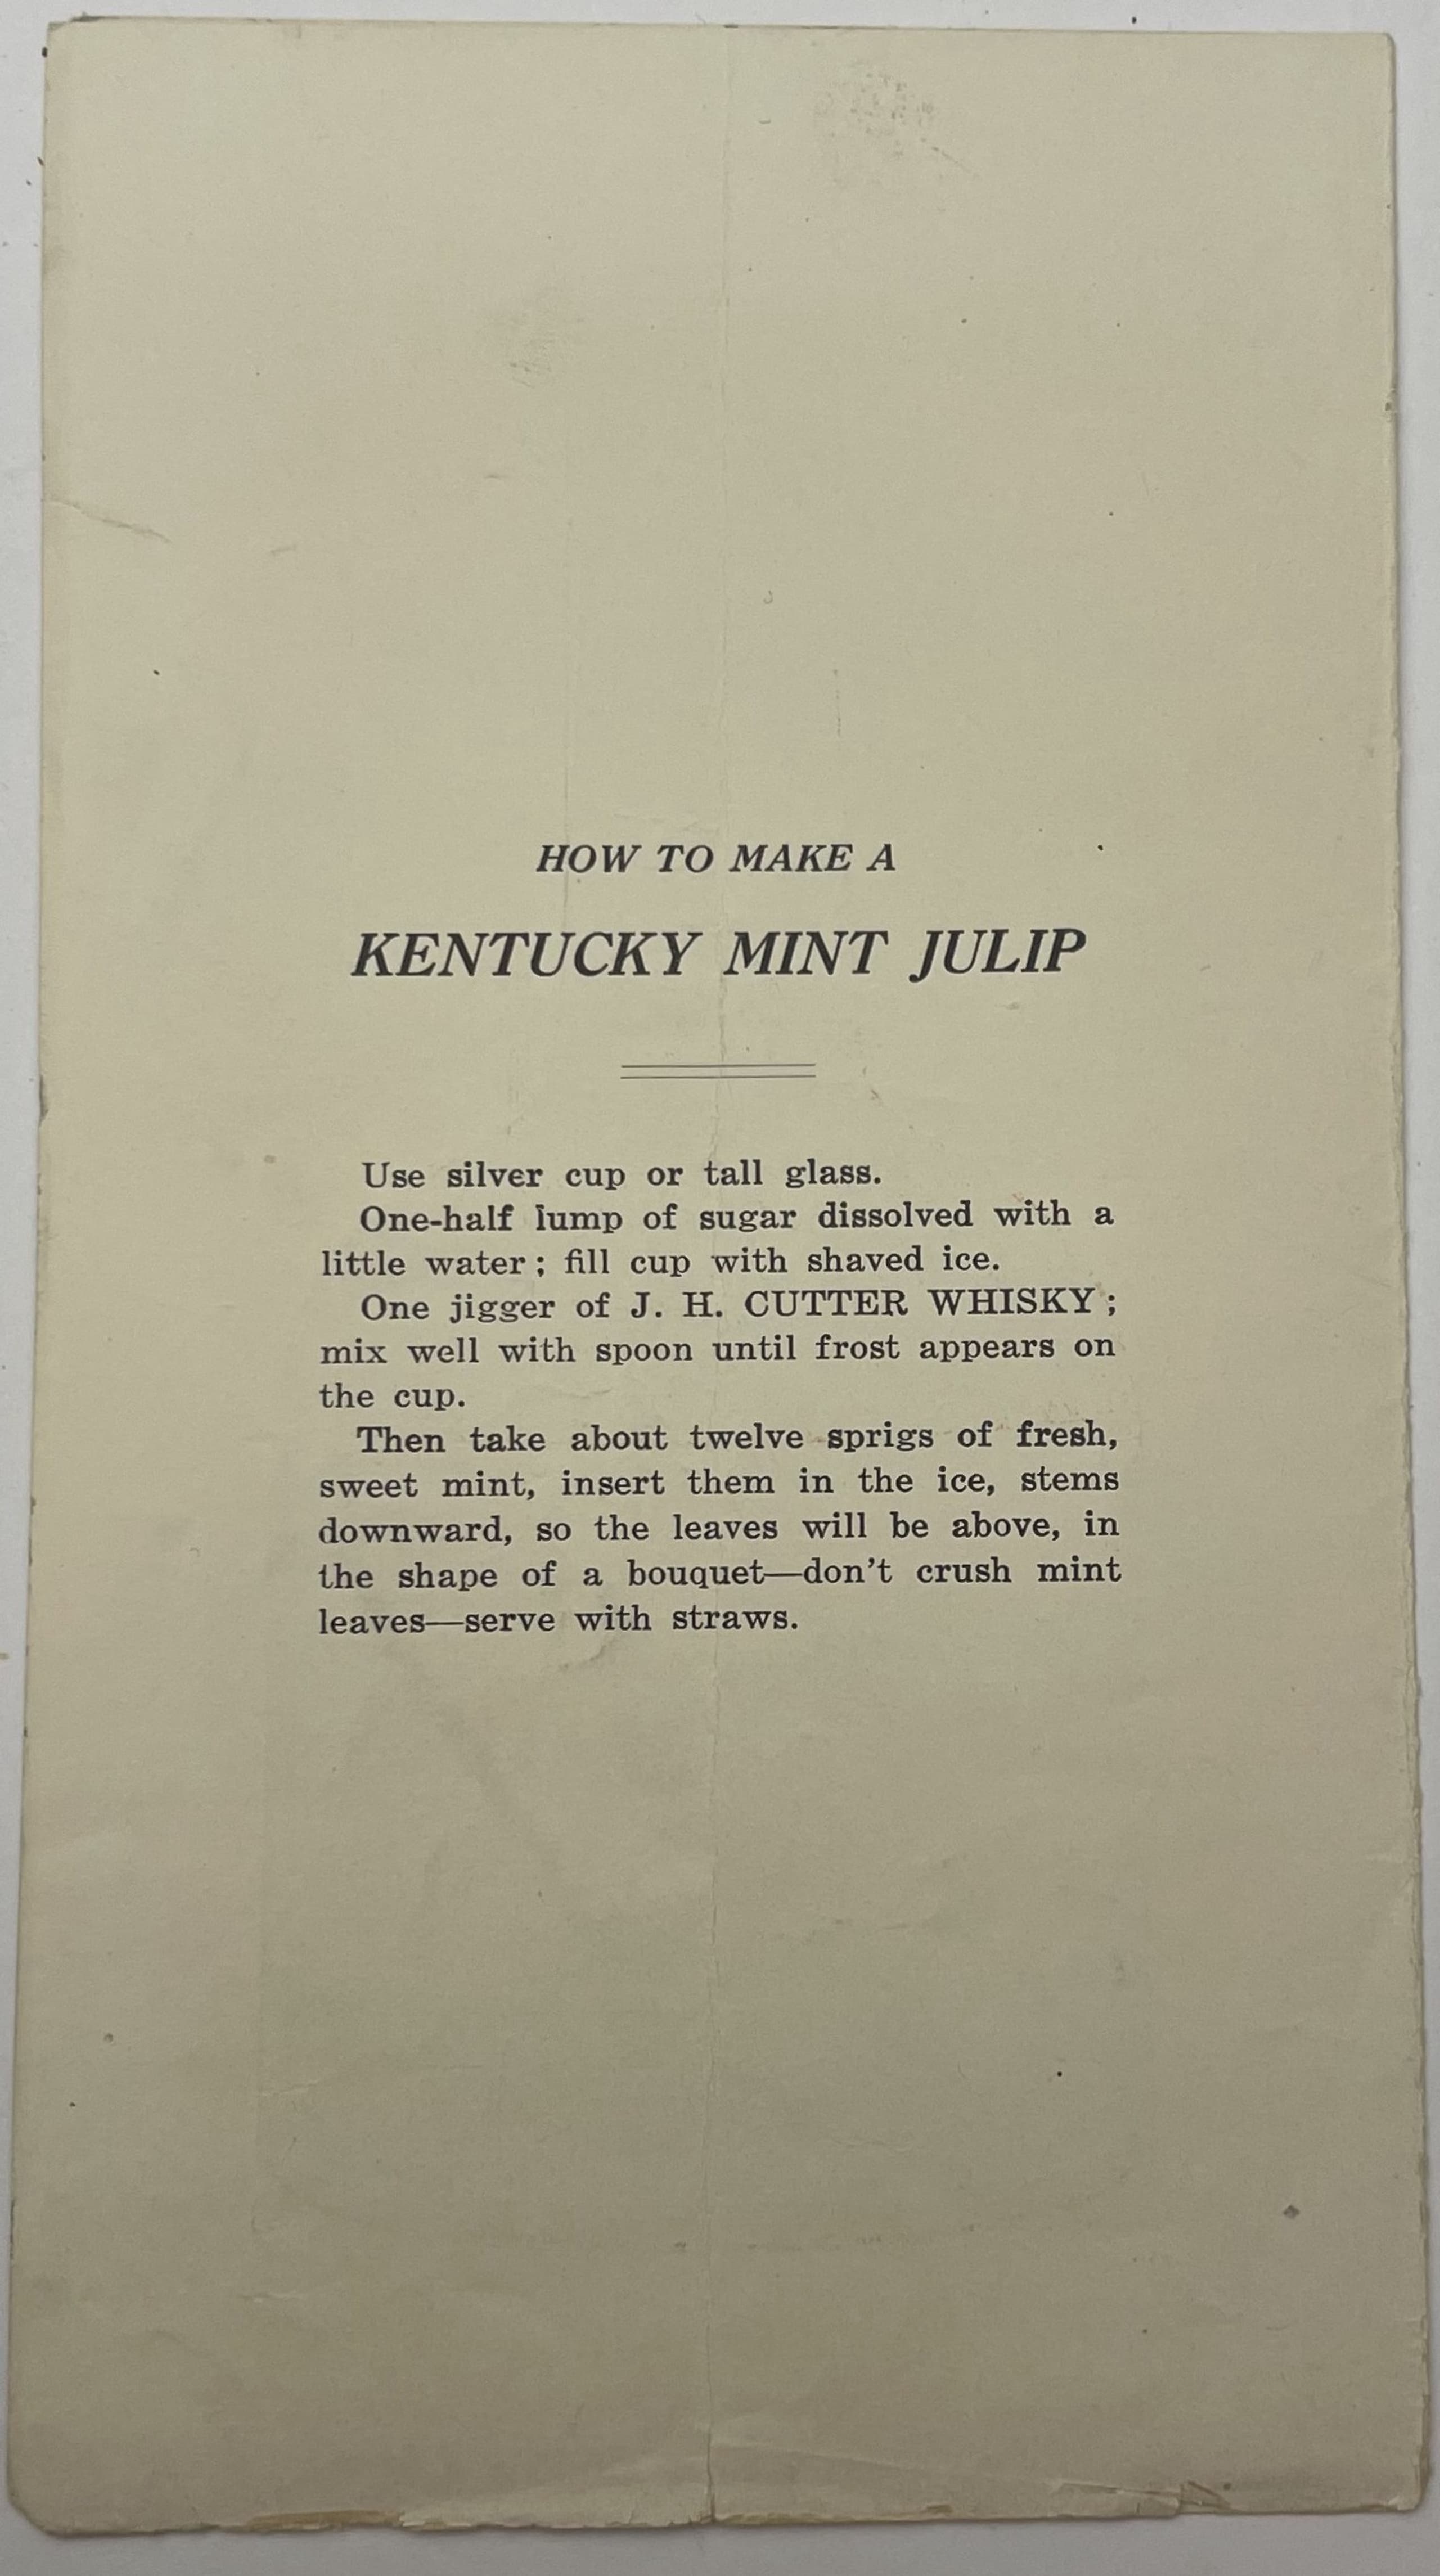 HOW TO MAKE A
KENTUCKY MINT JULIP
Use silver cup or tall glass.
One-half lump of sugar dissolved with a
little water; fill cup with shaved ice.
One jigger of J. H. CUTTER WHISKY;
mix well with spoon until frost appears on
the cup.
Then take about twelve sprigs of fresh,
sweet mint, insert them in the ice, stems
downward, so the leaves will be above, in
the shape of a bouquet—don't crush mint
leaves—serve with straws.